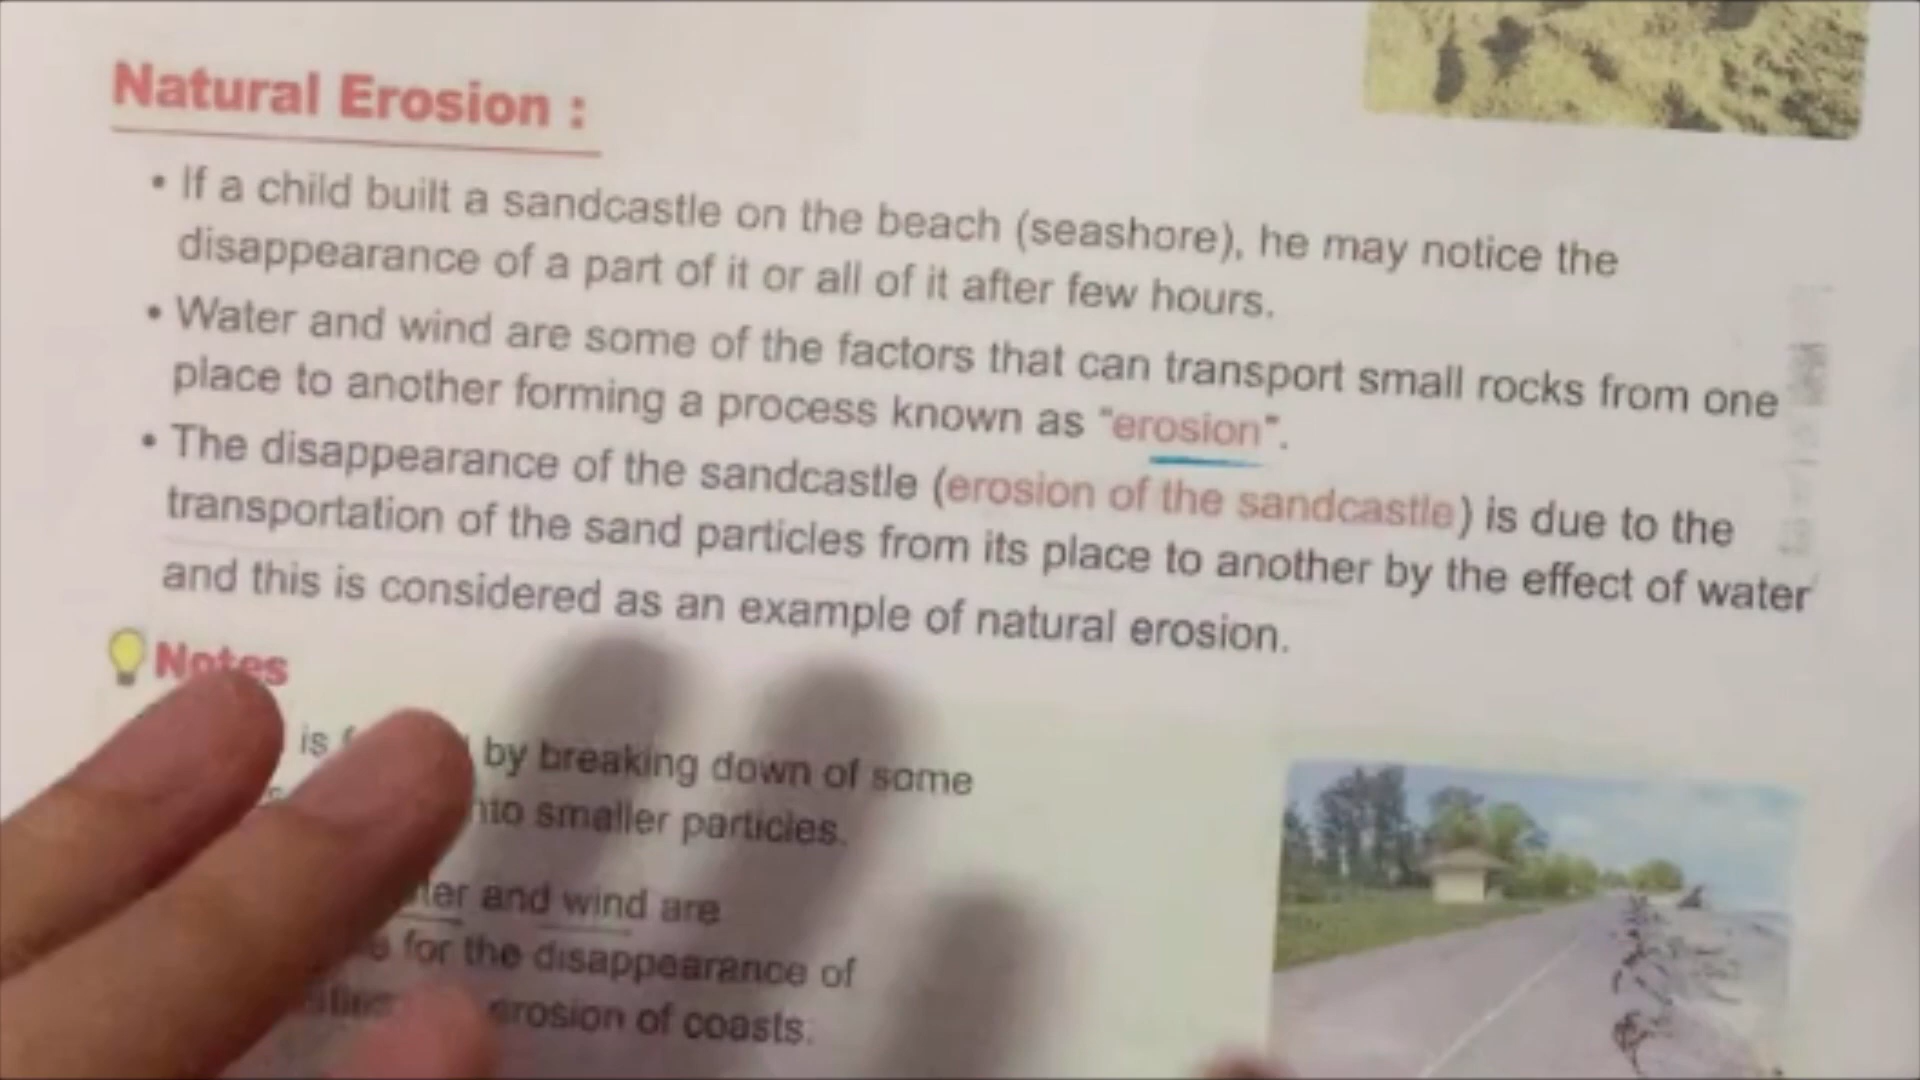 Natural Erosion :
• If a child built a sandcastle on the beach (seashore), he may notice the
disappearance of a part of it or all of it after few hours.
• Water and wind are some of the factors that can transport small rocks from one
place to another forming a process known as "erosion".
• The disappearance of the sandcastle (erosion of the sandcastle) is due to the
transportation of the sand particles from its place to another by the effect of water
and this is considered as an example of natural erosion.
Notes
is by breaking down of some
smaller particles.
and wind are
for the disappearance of
erosion of coasts.